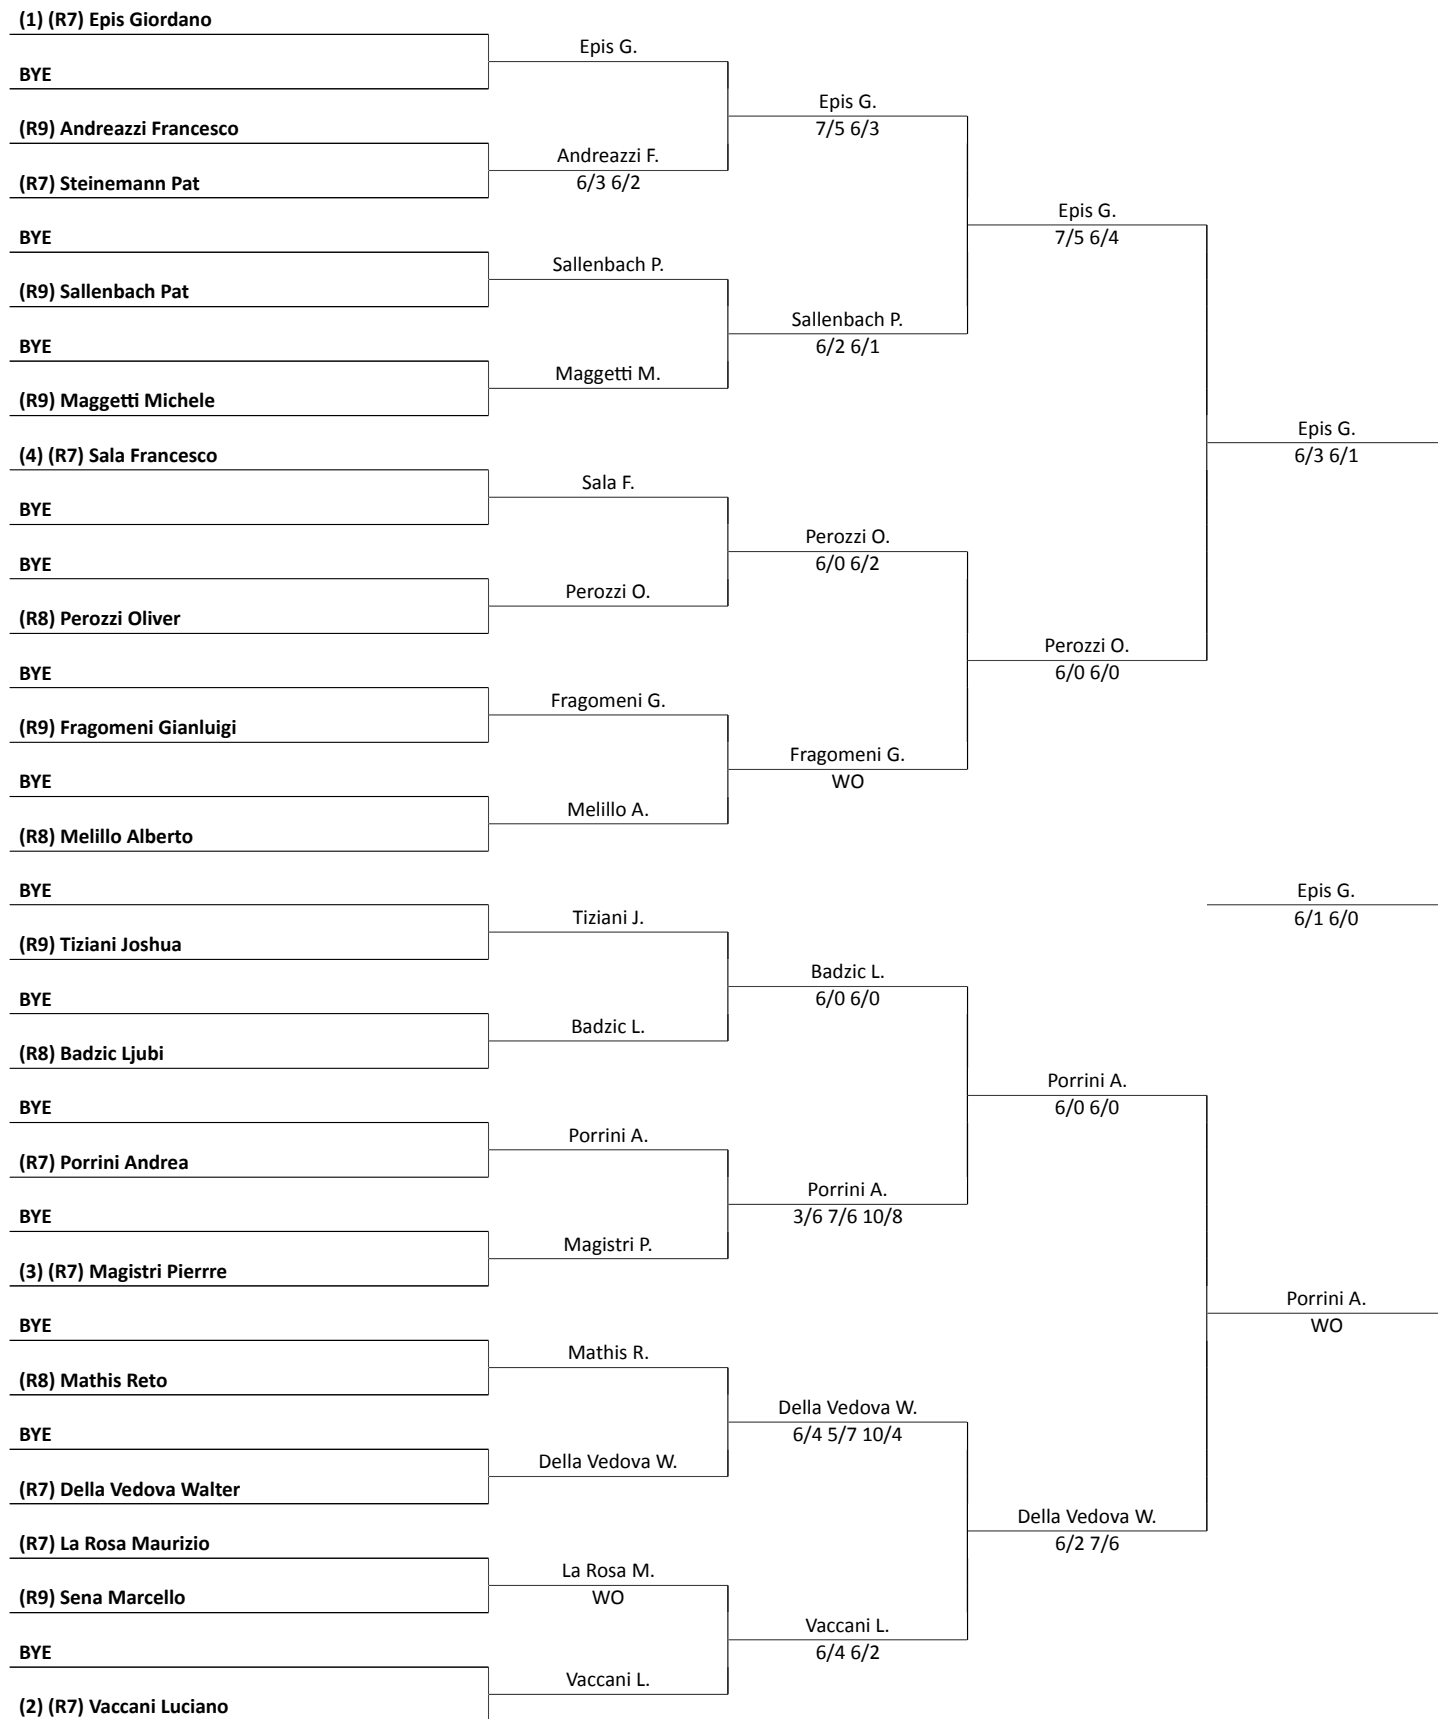 (1) (R7) Epis Giordano
Epis G.
BYE
Epis G.
7/5 6/3
(R9) Andreazzi Francesco
Andreazzi F.
6/3 6/2
(R7) Steinemann Pat
Epis G.
7/5 6/4
BYE
Sallenbach P.
(R9) Sallenbach Pat
Sallenbach P.
6/2 6/1
BYE
Maggetti M.
(R9) Maggetti Michele
Epis G.
6/3 6/1
(4) (R7) Sala Francesco
Sala F.
BYE
Perozzi O.
6/0 6/2
BYE
Perozzi O.
(R8) Perozzi Oliver
Perozzi O.
6/0 6/0
BYE
Fragomeni G.
(R9) Fragomeni Gianluigi
Fragomeni G.
WO
BYE
Melillo A.
(R8) Melillo Alberto
BYE
Epis G.
6/1 6/0
Tiziani J.
(R9) Tiziani Joshua
Badzic L.
6/0 6/0
BYE
Badzic L.
(R8) Badzic Ljubi
Porrini A.
6/0 6/0
BYE
Porrini A.
(R7) Porrini Andrea
Porrini A.
3/6 7/6 10/8
BYE
Magistri P.
(3) (R7) Magistri Pierrre
Porrini A.
WO
BYE
Mathis R.
(R8) Mathis Reto
Della Vedova W.
6/4 5/7 10/4
BYE
Della Vedova W.
(R7) Della Vedova Walter
Della Vedova W.
6/2 7/6
(R7) La Rosa Maurizio
La Rosa M.
WO
(R9) Sena Marcello
Vaccani L.
6/4 6/2
BYE
Vaccani L.
(2) (R7) Vaccani Luciano